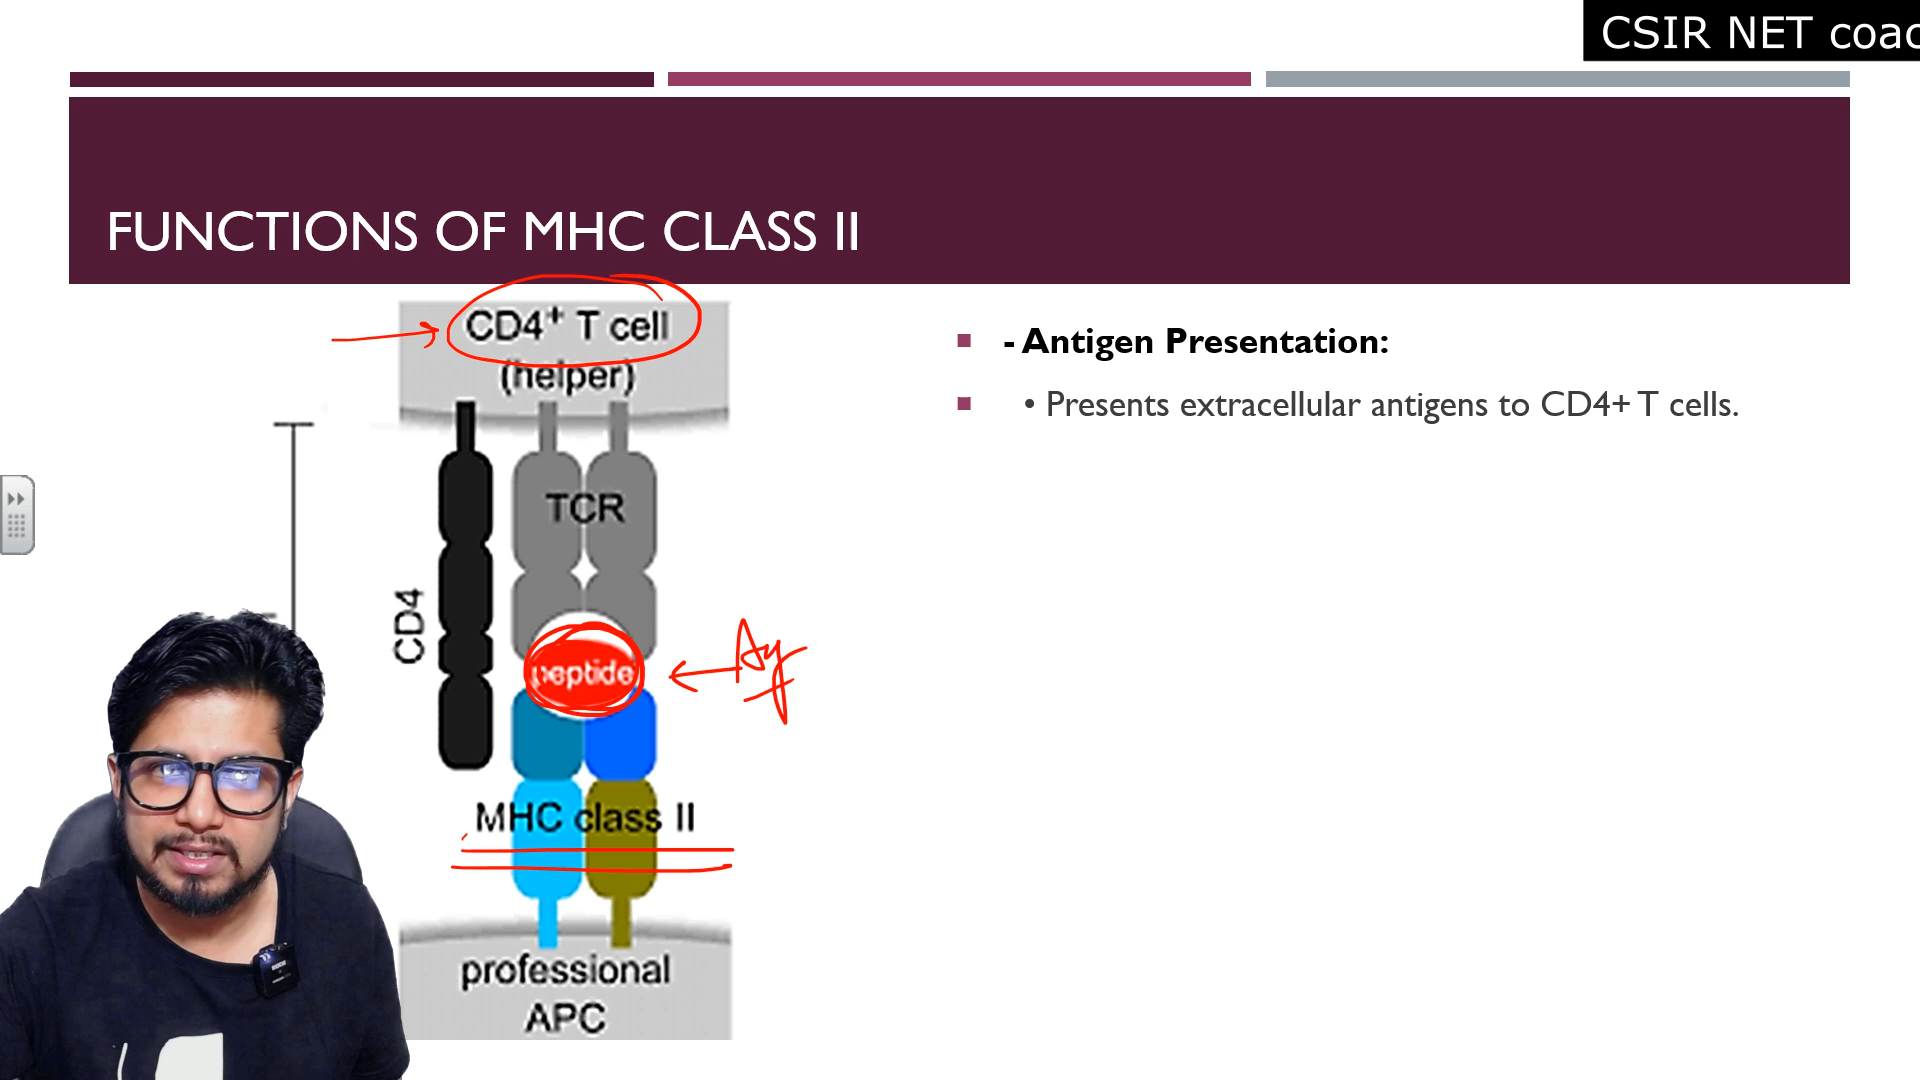 CSIR NET coac
FUNCTIONS OF MHC CLASS II
CD4+ T cell
(helper)
TCR
CD4
peptide
Ag
MHC class II
professional
APC
- Antigen Presentation:
• Presents extracellular antigens to CD4+ T cells.